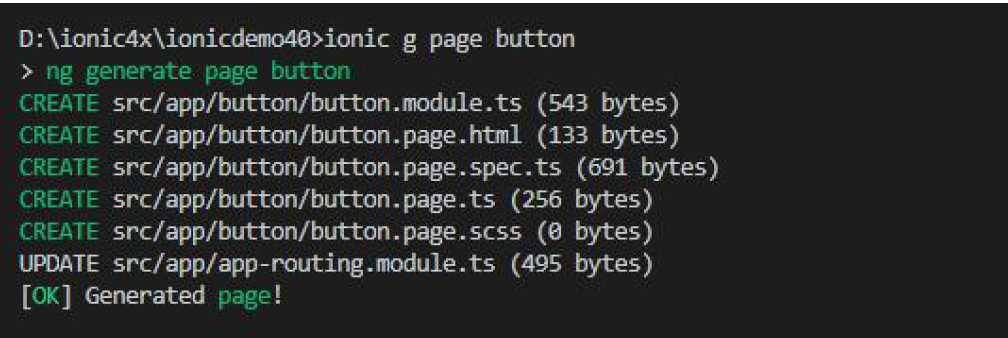 D:\ionic4x\ionicdemo40>ionic g page button
> ng generate page button
CREATE src/app/button/button.module.ts (543 bytes)
CREATE src/app/button/button.page.html (133 bytes)
CREATE src/app/button/button.page.spec.ts (691 bytes)
CREATE src/app/button/button.page.ts (256 bytes)
CREATE src/app/button/button.page.scss (0 bytes)
UPDATE src/app/app-routing.module.ts (495 bytes)
[OK] Generated page!